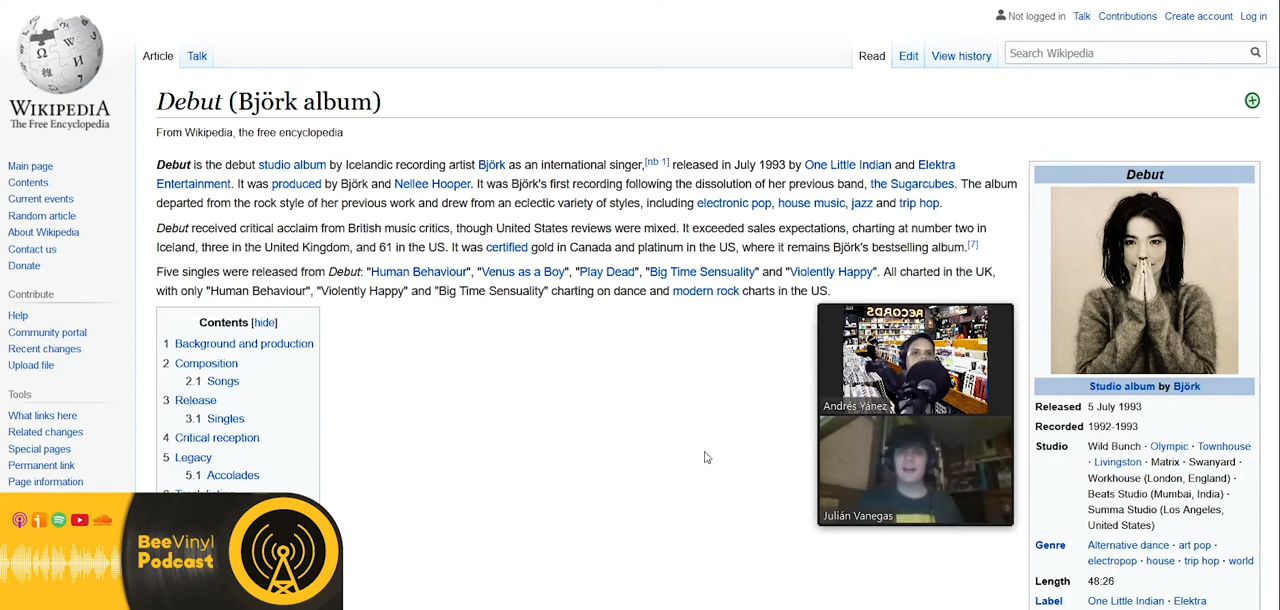 Not logged in Talk Contributions Create account Log in
Article Talk Read Edit View history Search Wikipedia
WIKIPEDIA
The Free Encyclopedia
Main page
Contents
Current events
Random article
About Wikipedia
Contact us
Donate
Contribute
Help
Community portal
Recent changes
Upload file
Tools
What links here
Related changes
Special pages
Permanent link
Page information
Debut (Björk album)
From Wikipedia, the free encyclopedia
Debut is the debut studio album by Icelandic recording artist Björk as an international singer,[nb 1] released in July 1993 by One Little Indian and Elektra
Entertainment. It was produced by Björk and Nellee Hooper. It was Björk's first recording following the dissolution of her previous band, the Sugarcubes. The album
departed from the rock style of her previous work and drew from an eclectic variety of styles, including electronic pop, house music, jazz and trip hop.
Debut received critical acclaim from British music critics, though United States reviews were mixed. It exceeded sales expectations, charting at number two in
Iceland, three in the United Kingdom, and 61 in the US. It was certified gold in Canada and platinum in the US, where it remains Björk's bestselling album.[7]
Five singles were released from Debut: "Human Behaviour", "Venus as a Boy", "Play Dead", "Big Time Sensuality" and "Violently Happy". All charted in the UK,
with only "Human Behaviour", "Violently Happy" and "Big Time Sensuality" charting on dance and modern rock charts in the US.
Contents [hide]
1 Background and production
2 Composition
2.1 Songs
3 Release
3.1 Singles
4 Critical reception
5 Legacy
5.1 Accolades
RECORDS
Andrés Yánez
Julián Vanegas
Debut
Studio album by Björk
Released 5 July 1993
Recorded 1992-1993
Studio Wild Bunch · Olympic · Townhouse
· Livingston · Matrix · Swanyard ·
Workhouse (London, England) ·
Beats Studio (Mumbai, India) ·
Summa Studio (Los Angeles,
United States)
Genre Alternative dance · art pop ·
electropop · house · trip hop · world
Length 48:26
Label One Little Indian · Elektra
BeeVinyl
Podcast